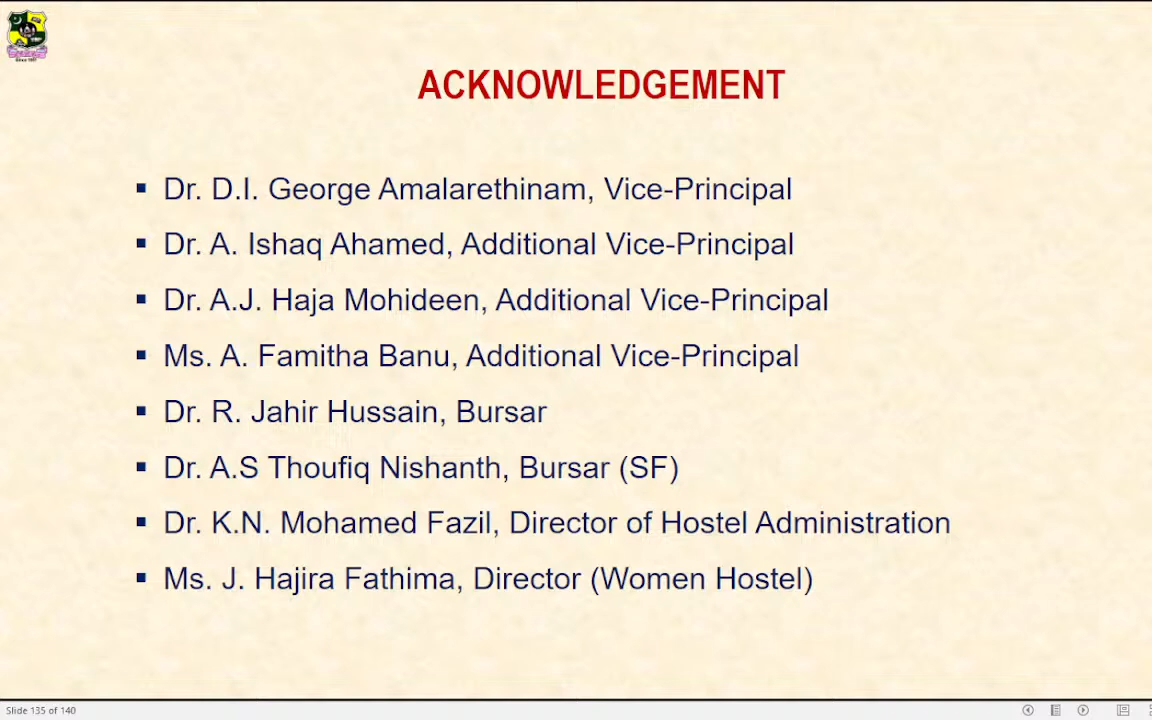 ACKNOWLEDGEMENT
▪ Dr. D.I. George Amalarethinam, Vice-Principal
▪ Dr. A. Ishaq Ahamed, Additional Vice-Principal
▪ Dr. A.J. Haja Mohideen, Additional Vice-Principal
▪ Ms. A. Famitha Banu, Additional Vice-Principal
▪ Dr. R. Jahir Hussain, Bursar
▪ Dr. A.S Thoufiq Nishanth, Bursar (SF)
▪ Dr. K.N. Mohamed Fazil, Director of Hostel Administration
▪ Ms. J. Hajira Fathima, Director (Women Hostel)
Slide 135 of 140